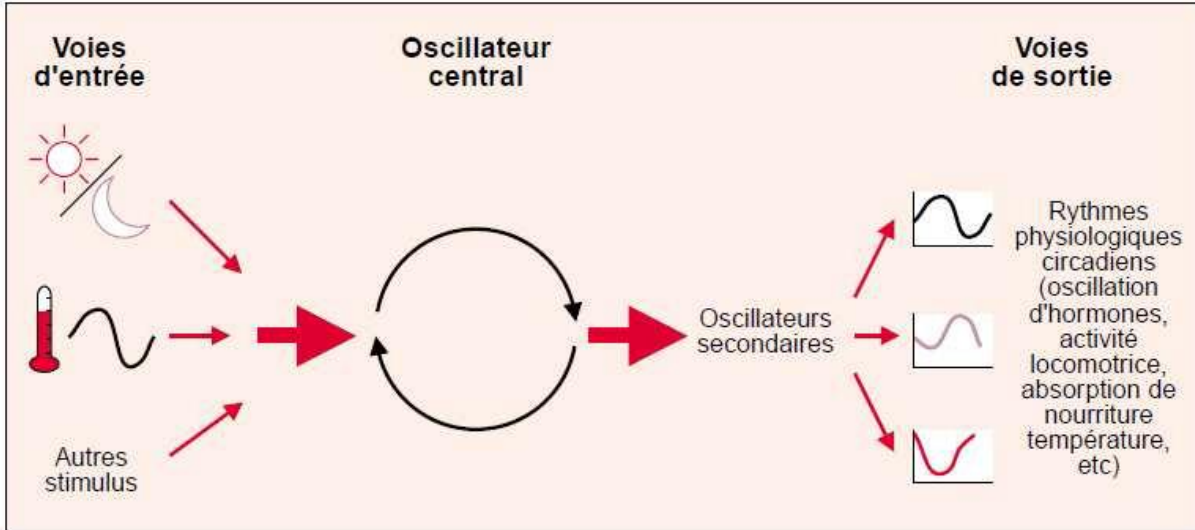 Voies
d'entrée
Oscillateur
central
Voies
de sortie
Autres
stimulus
Oscillateurs
secondaires
Rythmes
physiologiques
circadiens
(oscillation
d'hormones,
activité
locomotrice,
absorption de
nourriture
température,
etc)